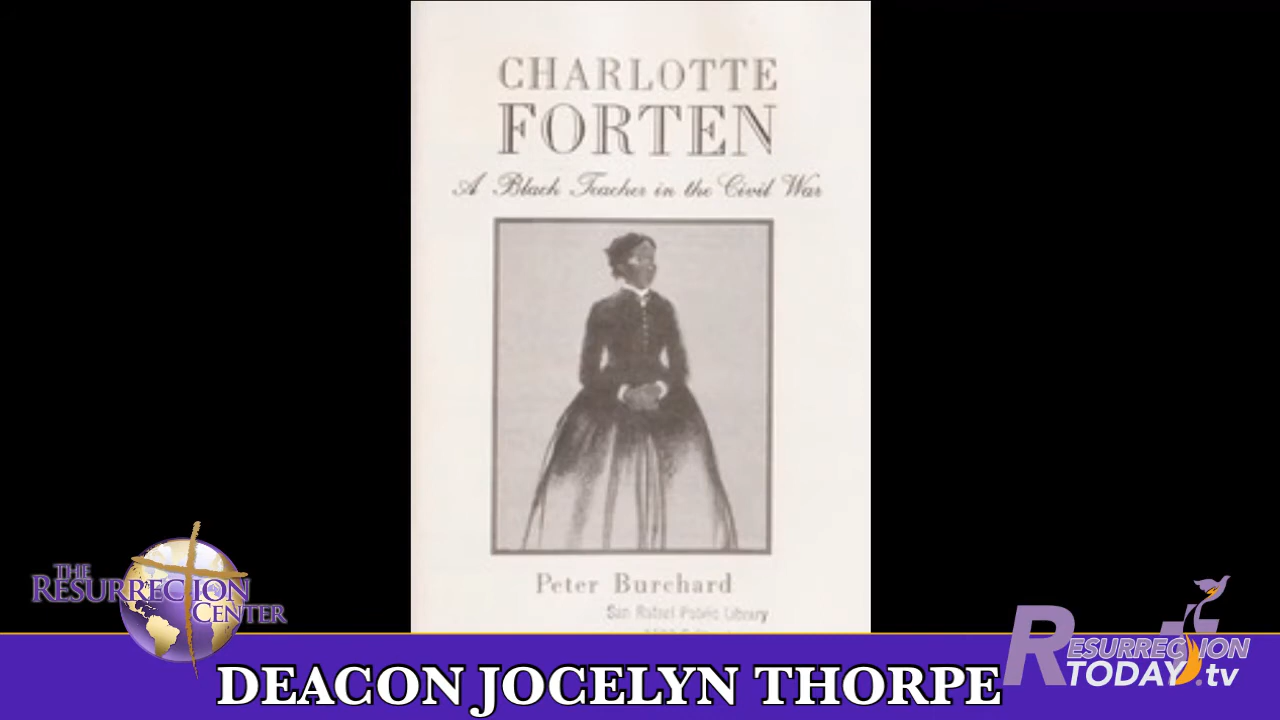 CHARLOTTE
FORTEN
A Black Teacher in the Civil War
Peter Burchard
San Rafael Public Library
THE
RESURRECTION
CENTER
DEACON JOCELYN THORPE
RESURRECTION
TODAY.tv